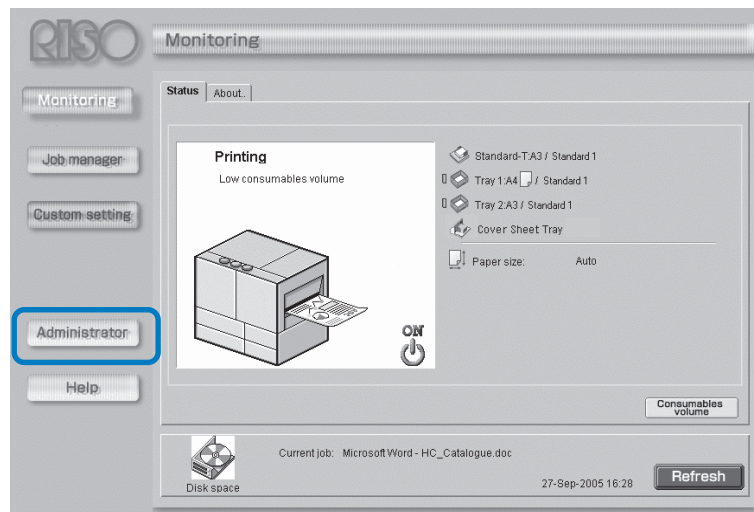 RISO
Monitoring
Monitoring
Job manager
Custom setting
Administrator
Help
Status
About..
Printing
Low consumables volume
ON
Standard-T:A3 / Standard 1
Tray 1:A4 / Standard 1
Tray 2:A3 / Standard 1
Cover Sheet Tray
Paper size: Auto
Consumables
volume
Disk space
Current job: Microsoft Word - HC_Catalogue.doc
27-Sep-2005 16:28
Refresh